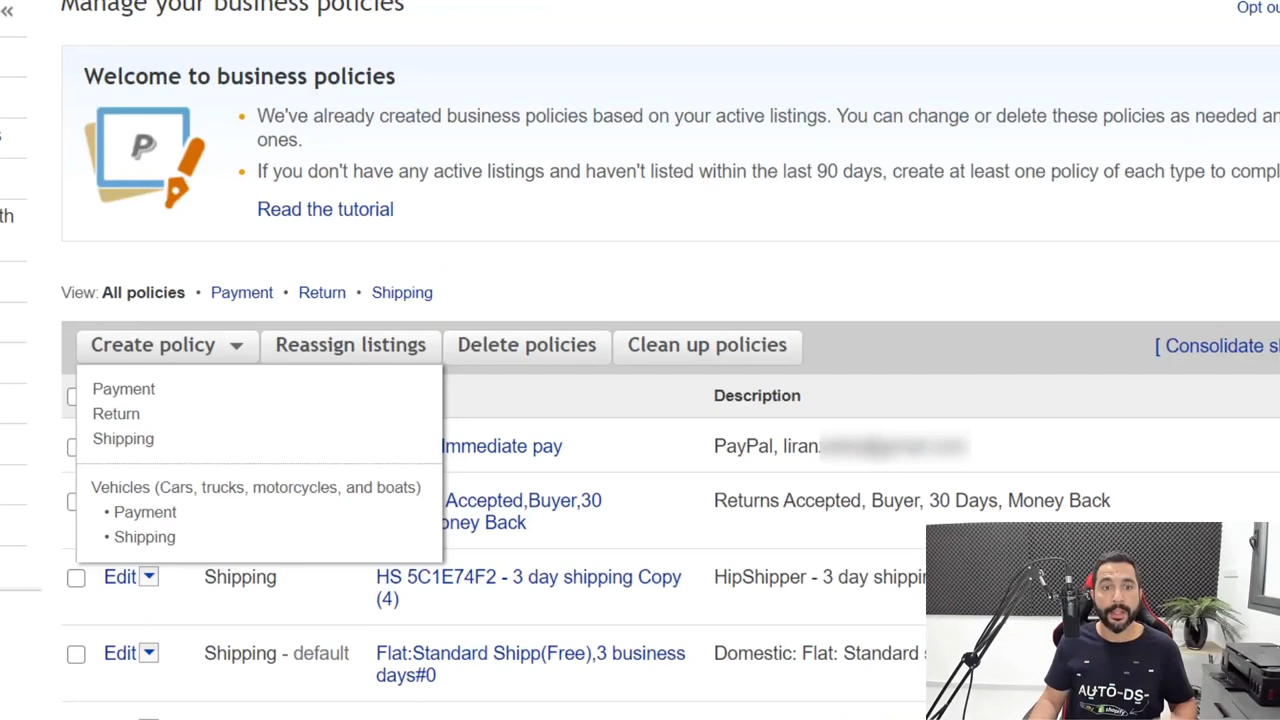 «
Manage your business policies
Opt ou
Welcome to business policies
P
We've already created business policies based on your active listings. You can change or delete these policies as needed an
ones.
If you don't have any active listings and haven't listed within the last 90 days, create at least one policy of each type to compl
Read the tutorial
s
th
View: All policies • Payment • Return • Shipping
Create policy Reassign listings Delete policies Clean up policies [ Consolidate s
Payment
Return
Shipping
Vehicles (Cars, trucks, motorcycles, and boats)
• Payment
• Shipping
Description
Immediate pay PayPal, liran.
Accepted,Buyer,30 Returns Accepted, Buyer, 30 Days, Money Back
oney Back
Edit Shipping HS 5C1E74F2 - 3 day shipping Copy HipShipper - 3 day shippin
(4)
Edit Shipping - default Flat:Standard Shipp(Free),3 business Domestic: Flat: Standard
days#0
AUTO-DS-
shopify